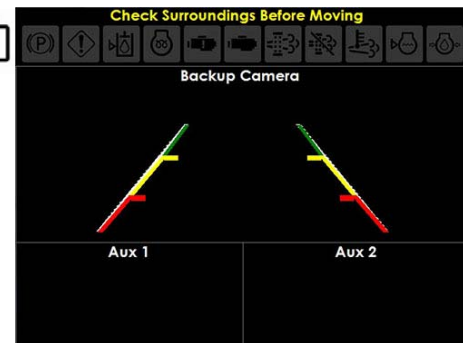 Check Surroundings Before Moving
(P)
Backup Camera
Aux 1
Aux 2